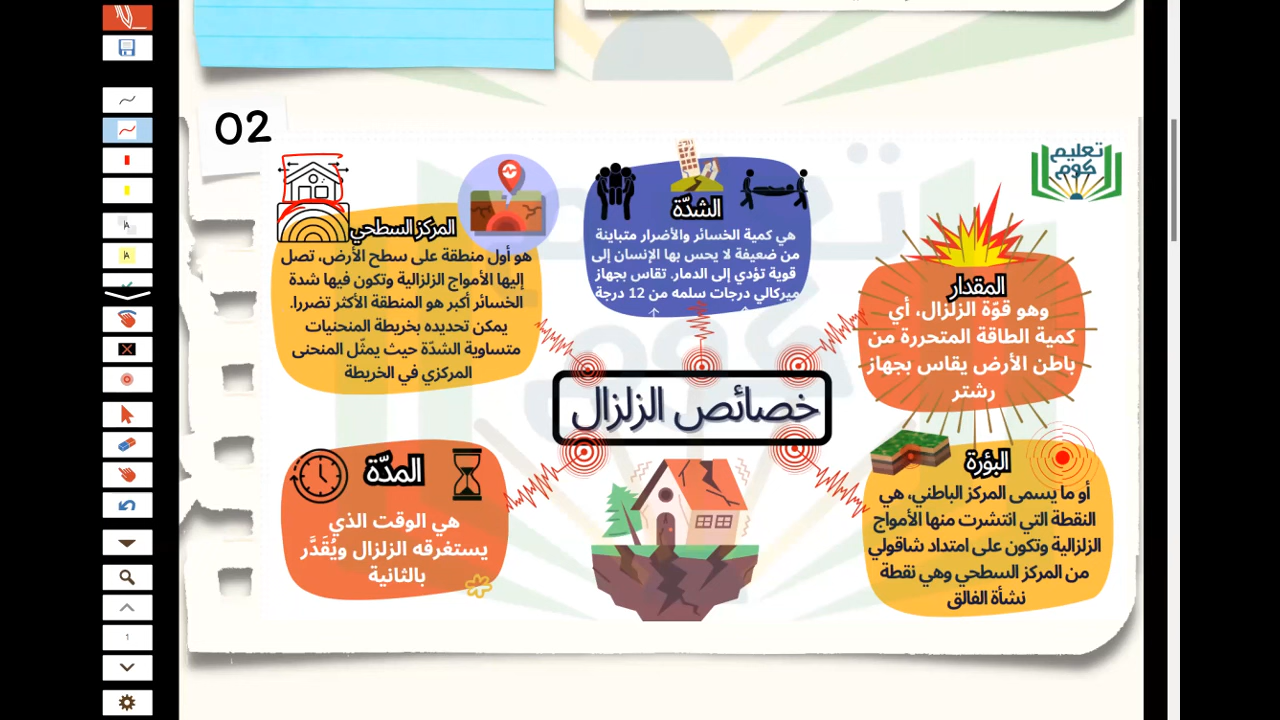 02
تعليم
كوم
المقدار
وهو قوّة الزلزال، أي
كمية الطاقة المتحررة من
باطن الأرض يقاس بجهاز
رشتر
الشدّة
هي كمية الخسائر والأضرار متباينة
من ضعيفة لا يحس بها الإنسان إلى
قوية تؤدي إلى الدمار. تقاس بجهاز
ميركالي درجات سلمه من 12 درجة
المركز السطحي
هو أول منطقة على سطح الأرض، تصل
إليها الأمواج الزلزالية وتكون فيها شدة
الخسائر أكبر هو المنطقة الأكثر تضررا.
يمكن تحديده بخريطة المنحنيات
متساوية الشدّة حيث يمثّل المنحنى
المركزي في الخريطة
خصائص الزلزال
البؤرة
أو ما يسمى المركز الباطني، هي
النقطة التي انتشرت منها الأمواج
الزلزالية وتكون على امتداد شاقولي
من المركز السطحي وهي نقطة
نشأة الفالق
المدّة
هي الوقت الذي
يستغرقه الزلزال ويُقَدَّر
بالثانية
A
A
1